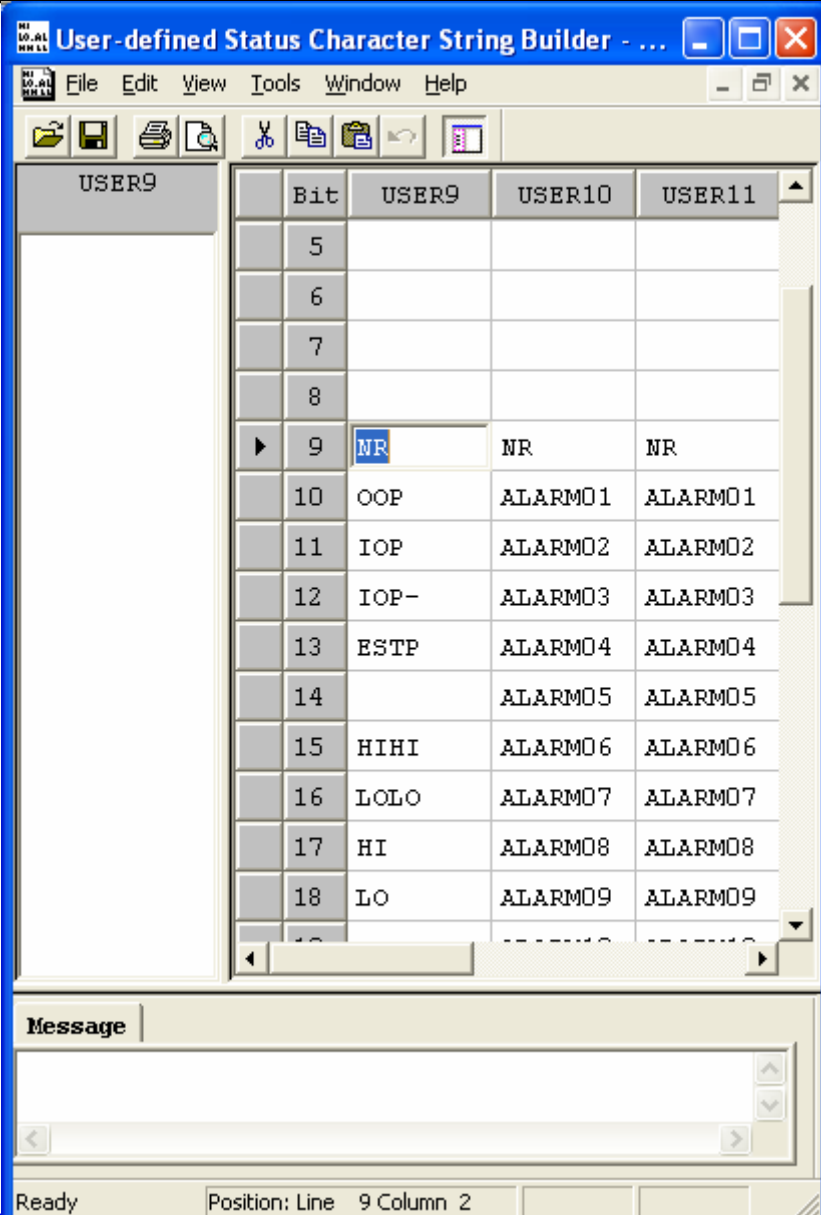 User-defined Status Character String Builder - ...
File Edit View Tools Window Help
USER9
Bit USER9 USER10 USER11
5
6
7
8
9 NR NR NR
10 OOP ALARM01 ALARM01
11 IOP ALARM02 ALARM02
12 IOP- ALARM03 ALARM03
13 ESTP ALARM04 ALARM04
14 ALARM05 ALARM05
15 HIHI ALARM06 ALARM06
16 LOLO ALARM07 ALARM07
17 HI ALARM08 ALARM08
18 LO ALARM09 ALARM09
Message
Ready Position: Line 9 Column 2